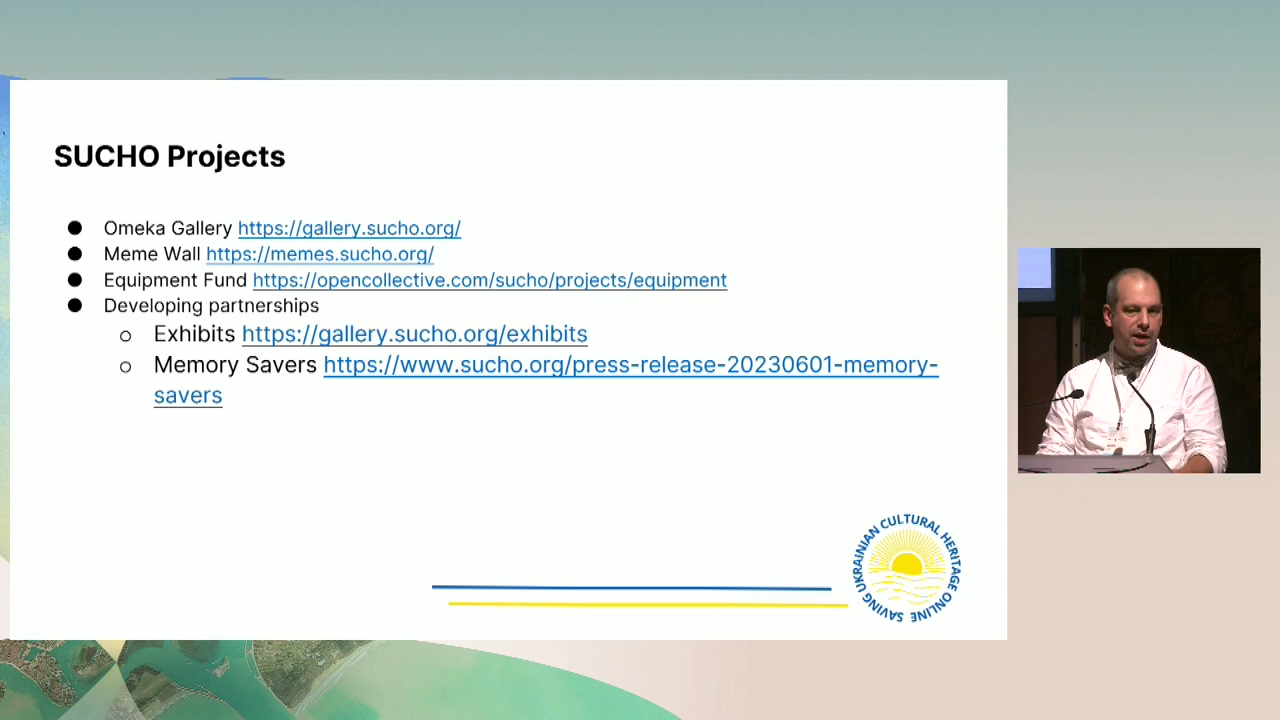 SUCHO Projects
● Omeka Gallery https://gallery.sucho.org/
● Meme Wall https://memes.sucho.org/
● Equipment Fund https://opencollective.com/sucho/projects/equipment
● Developing partnerships
○ Exhibits https://gallery.sucho.org/exhibits
○ Memory Savers https://www.sucho.org/press-release-20230601-memory-
savers
SAVING UKRAINIAN CULTURAL HERITAGE ONLINE